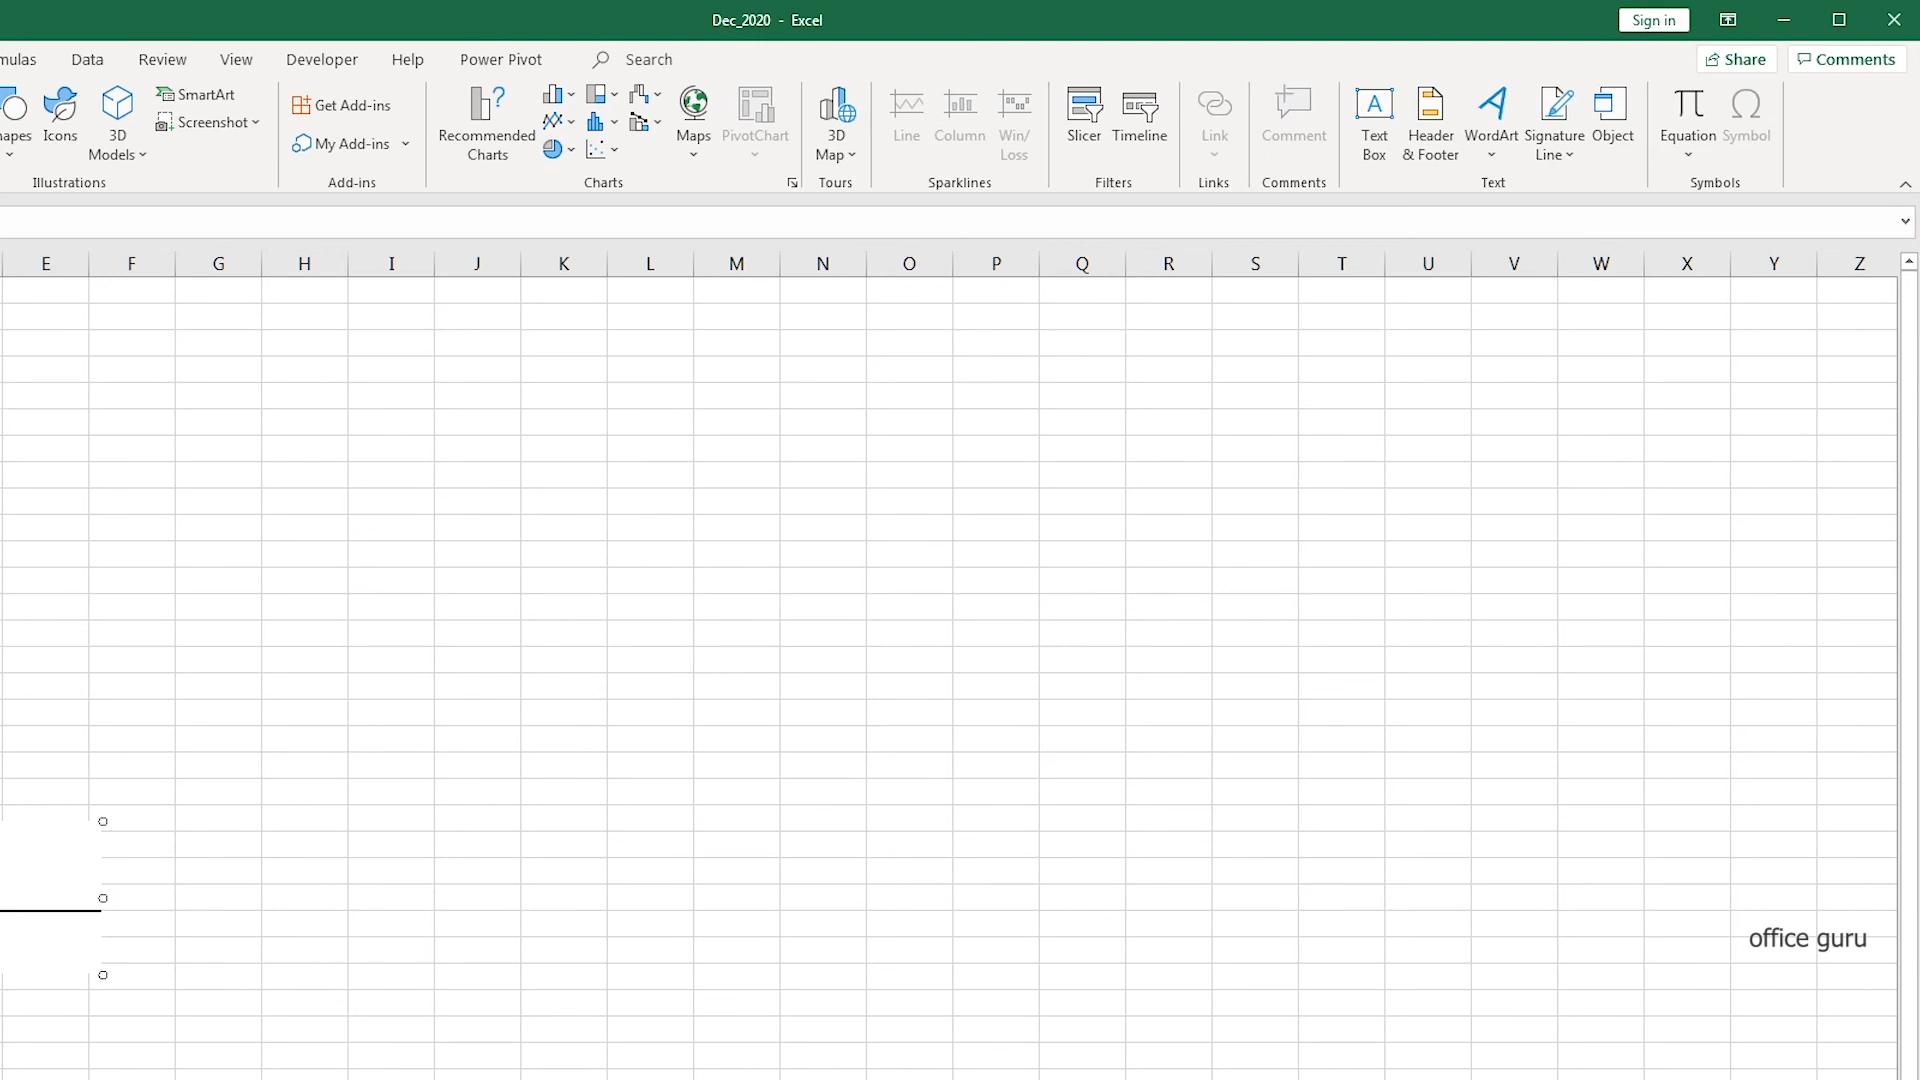 Dec_2020 - Excel
Sign in
mulas Data Review View Developer Help Power Pivot Search
Share Comments
apes
Icons
3D
Models
SmartArt
Screenshot
Illustrations
Get Add-ins
My Add-ins
Add-ins
Recommended
Charts
Maps
PivotChart
Charts
3D
Map
Tours
Line
Column
Win/
Loss
Sparklines
Slicer
Timeline
Filters
Link
Links
Comment
Comments
Text
Box
Header
& Footer
WordArt
Signature
Line
Object
Text
Equation
Symbol
Symbols
E F G H I J K L M N O P Q R S T U V W X Y Z
office guru